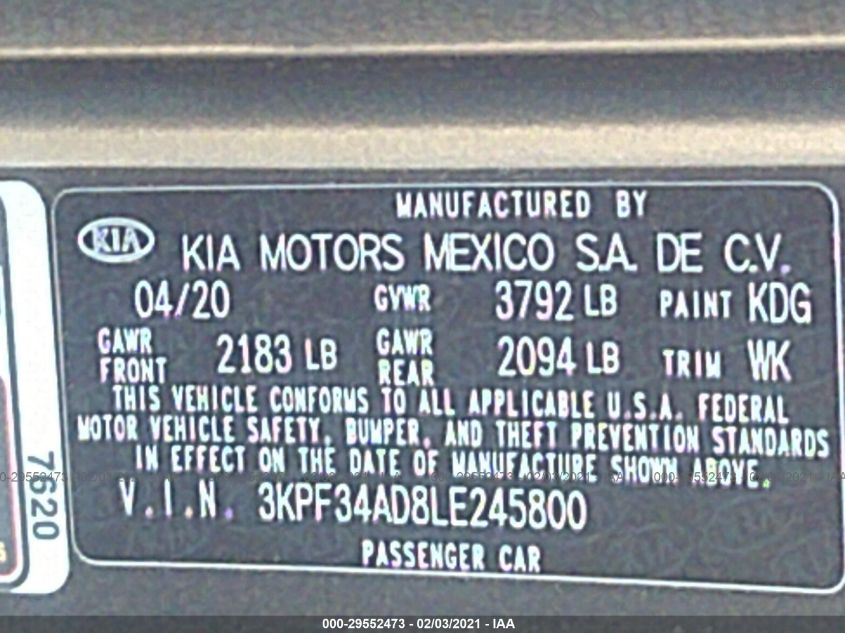 MANUFACTURED BY
KIA KIA MOTORS MEXICO S.A. DE C.V.
04/20 GVWR 3792 LB PAINT KDG
GAWR FRONT 2183 LB GAWR REAR 2094 LB TRIM WK
THIS VEHICLE CONFORMS TO ALL APPLICABLE U.S.A. FEDERAL
MOTOR VEHICLE SAFETY, BUMPER, AND THEFT PREVENTION STANDARDS
IN EFFECT ON THE DATE OF MANUFACTURE SHOWN ABOVE.
V.I.N. 3KPF34AD8LE245800
PASSENGER CAR
7620
000-29552473 - 02/03/2021 - IAA